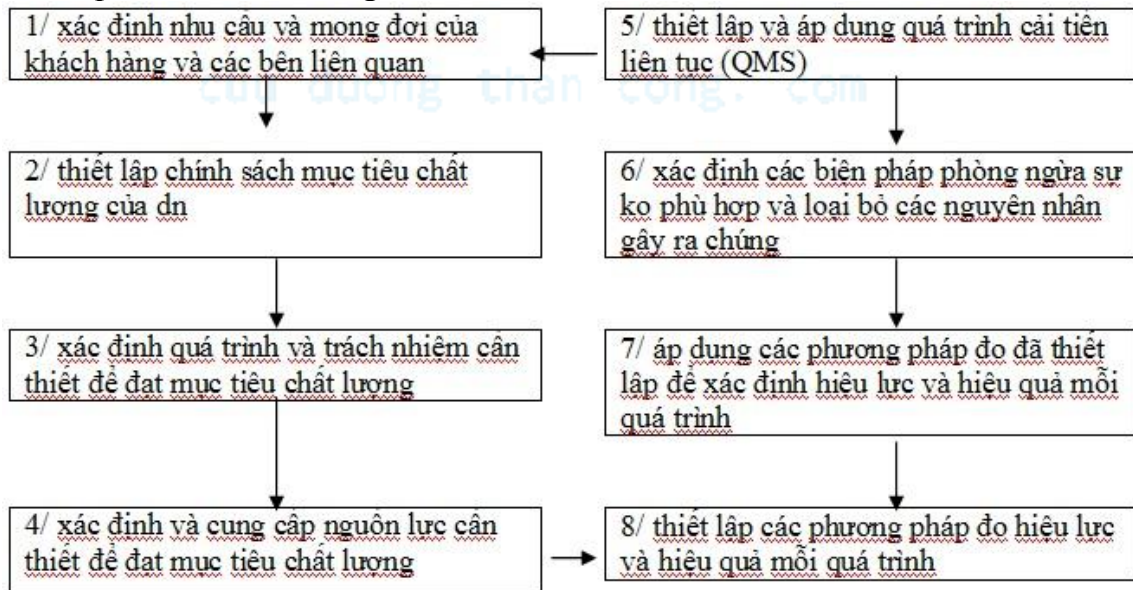 1/ xác định nhu cầu và mong đợi của
khách hàng và các bên liên quan
5/ thiết lập và áp dụng quá trình cải tiến
liên tục (QMS)
cuu duong than cong. com
2/ thiết lập chính sách mục tiêu chất
lượng của dn
6/ xác định các biện pháp phòng ngừa sự
ko phù hợp và loại bỏ các nguyên nhân
gây ra chúng
3/ xác định quá trình và trách nhiệm cần
thiết để đạt mục tiêu chất lượng
7/ áp dụng các phương pháp đo đã thiết
lập để xác định hiệu lực và hiệu quả mỗi
quá trình
4/ xác định và cung cấp nguồn lực cần
thiết để đạt mục tiêu chất lượng
8/ thiết lập các phương pháp đo hiệu lực
và hiệu quả mỗi quá trình